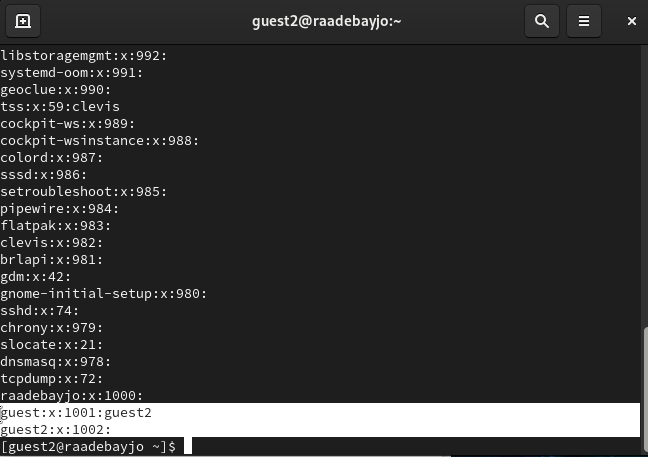 guest2@raadebayjo:~
libstoragemgmt:x:992:
systemd-oom:x:991:
geoclue:x:990:
tss:x:59:clevis
cockpit-ws:x:989:
cockpit-wsinstance:x:988:
colord:x:987:
sssd:x:986:
setroubleshoot:x:985:
pipewire:x:984:
flatpak:x:983:
clevis:x:982:
brlapi:x:981:
gdm:x:42:
gnome-initial-setup:x:980:
sshd:x:74:
chrony:x:979:
slocate:x:21:
dnsmasq:x:978:
tcpdump:x:72:
raadebayjo:x:1000:
guest:x:1001:guest2
guest2:x:1002:
[guest2@raadebayjo ~]$